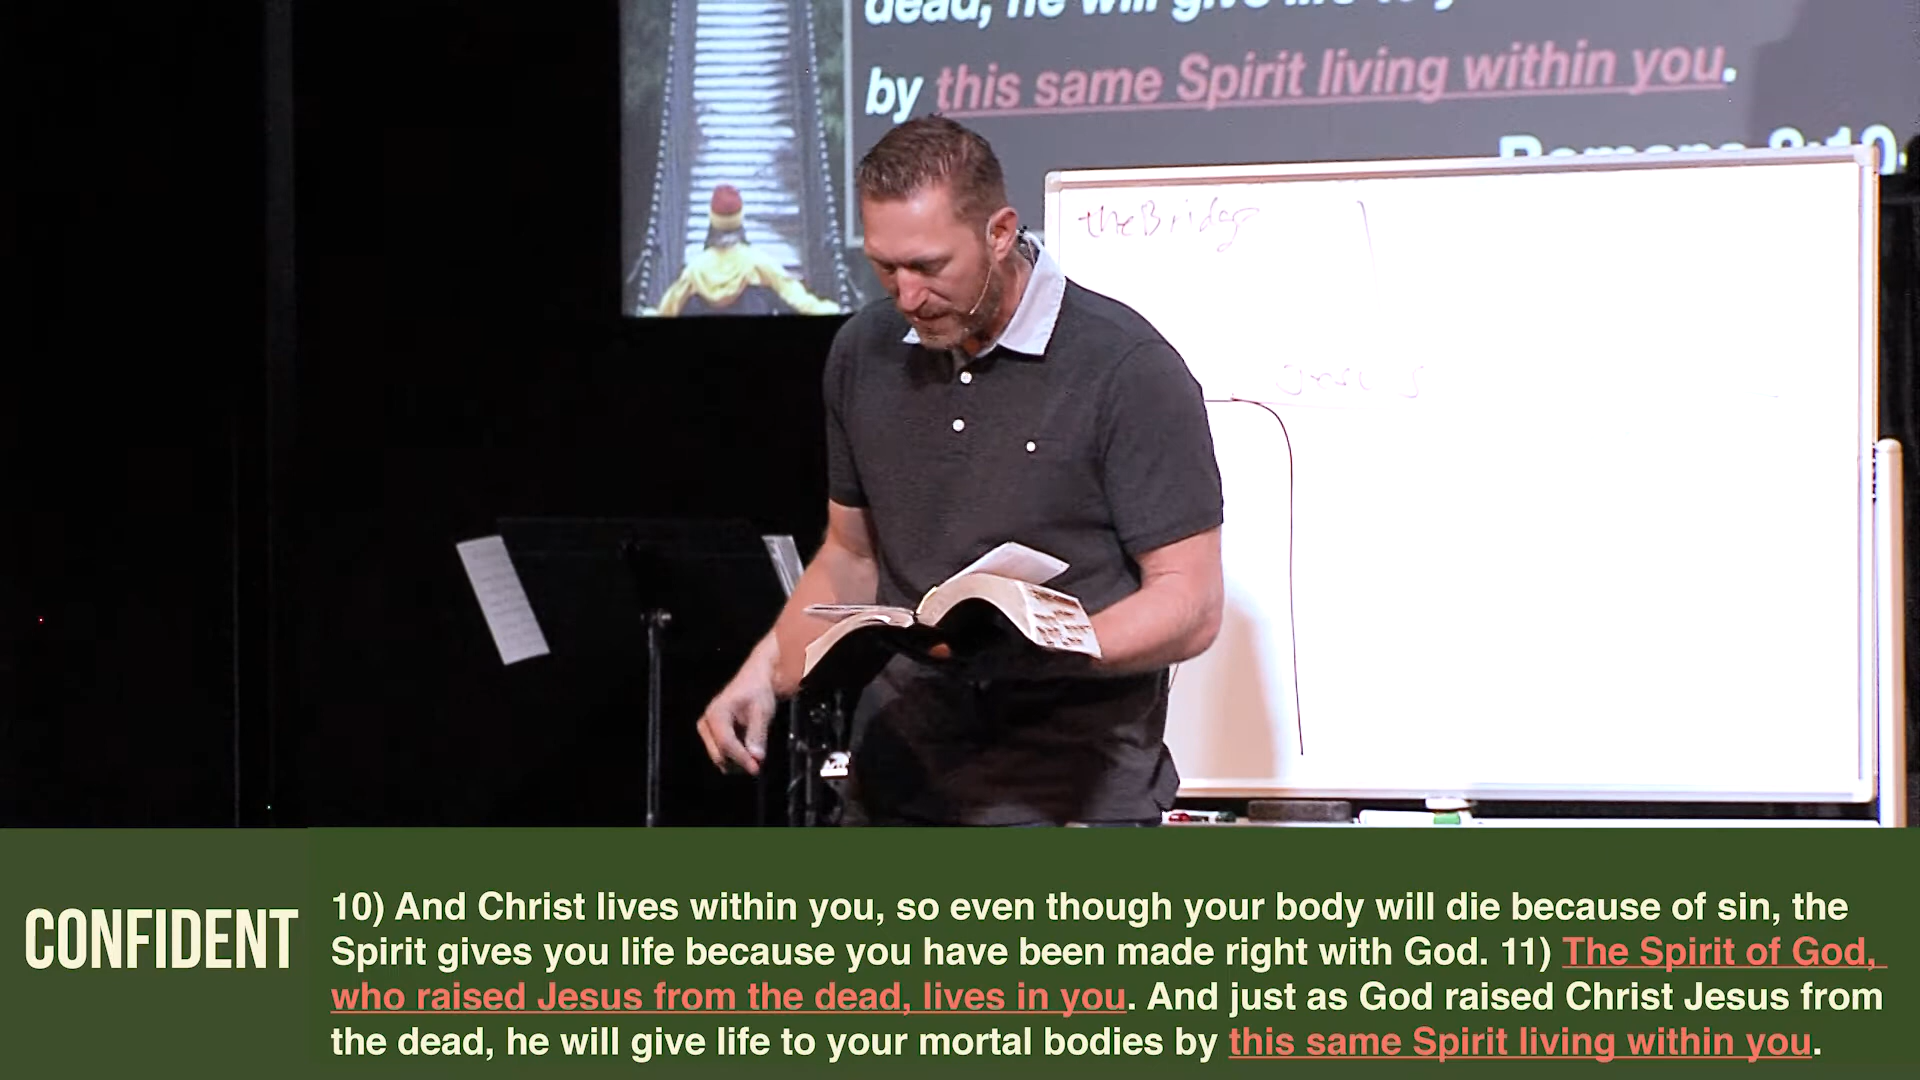 dead, he will give life to y
by this same Spirit living within you.
Romans 8:10
the Bridge
Jesus
CONFIDENT
10) And Christ lives within you, so even though your body will die because of sin, the
Spirit gives you life because you have been made right with God. 11) The Spirit of God,
who raised Jesus from the dead, lives in you. And just as God raised Christ Jesus from
the dead, he will give life to your mortal bodies by this same Spirit living within you.